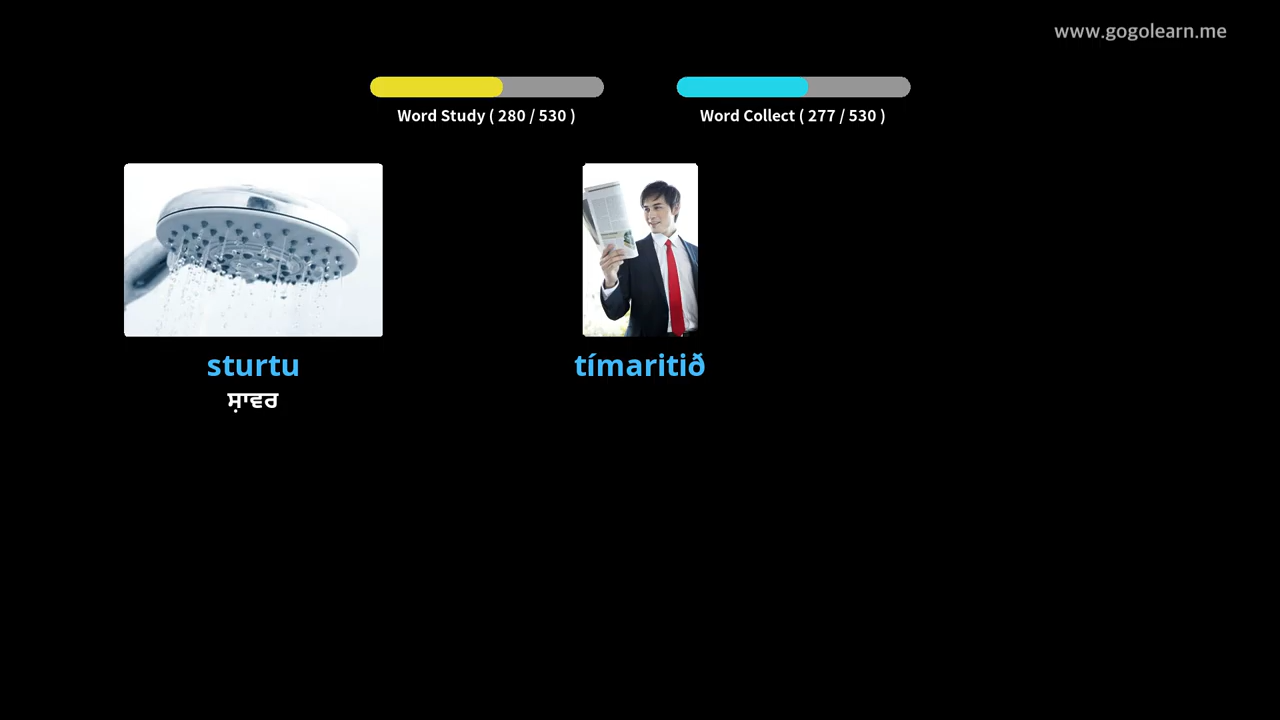 www.gogolearn.me
Word Study ( 280 / 530 )
Word Collect ( 277 / 530 )
sturtu
ਸ਼ਾਵਰ
tímaritið